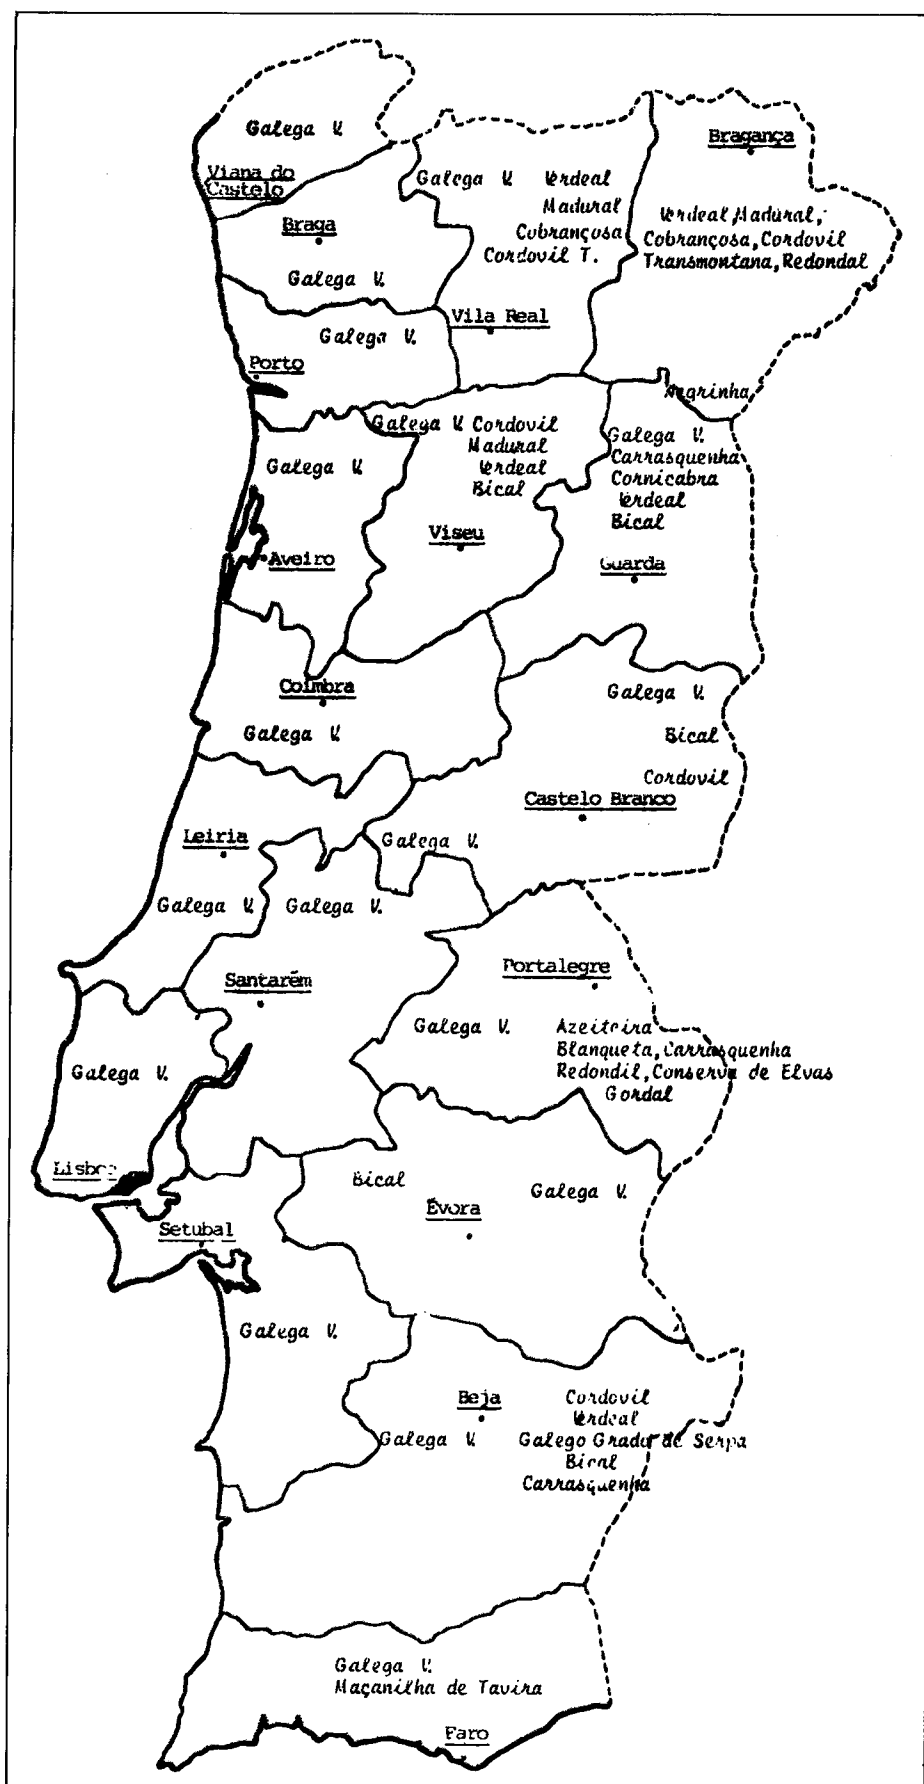 Galega V.
Viana do
Castelo
Braga
Galega V.
Galega V. Verdeal
Madural
Cobrançosa
Cordovil T.
Vila Real
Bragança
Verdeal, Madural,
Cobrançosa, Cordovil
Transmontana, Redondal
Galega V.
Porto
Galega V.
Aveiro
Galega V. Cordovil
Madural
Verdeal
Bical
Viseu
Negrinha
Galega V.
Carrasquenha
Cornicabra
Verdeal
Bical
Guarda
Coimbra
Galega V.
Galega V.
Bical
Cordovil
Castelo Branco
Galega V.
Leiria
Galega V.
Galega V.
Santarém
Portalegre
Galega V.
Azeiteira
Blanqueta, Carrasquenha
Redondil, Conserva de Elvas
Gordal
Galega V.
Lisboa
Setubal
Galega V.
Bical
Galega V.
Évora
Beja
Galega V.
Cordovil
Verdeal
Galego Gradu de Serpa
Bical
Carrasquenha
Galega V.
Maçanilha de Tavira
Faro